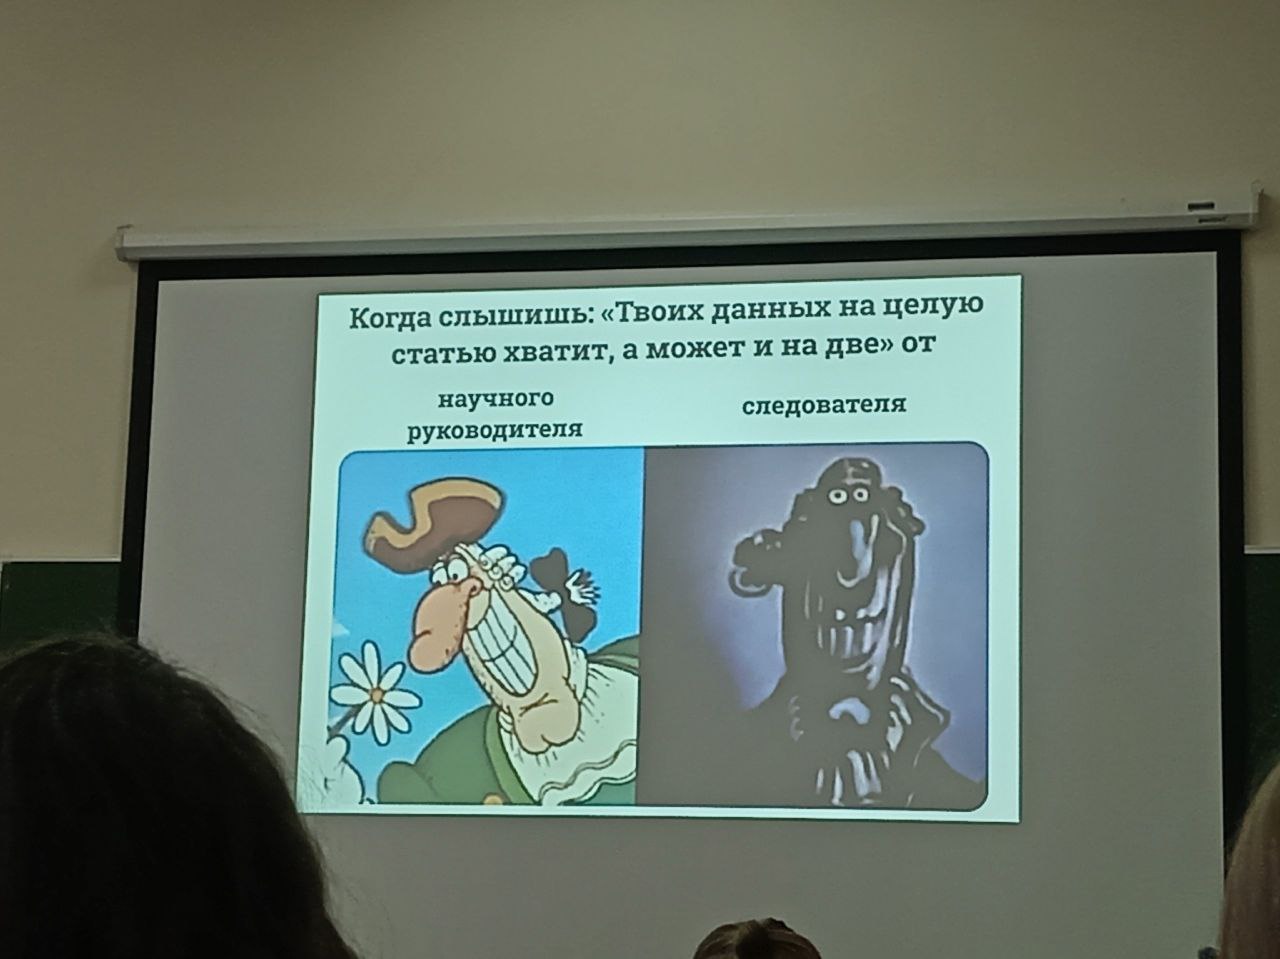 Когда слышишь: «Твоих данных на целую
статью хватит, а может и на две» от
научного
руководителя
следователя